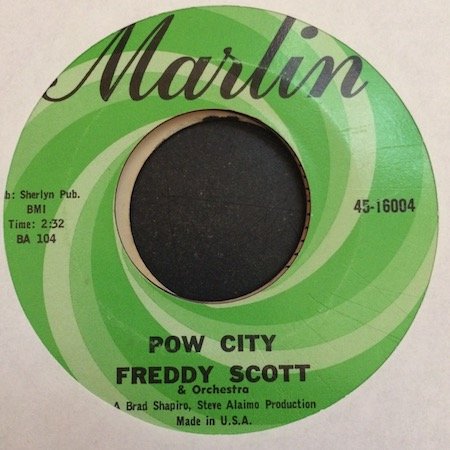 Marlin
b: Sherlyn Pub.
BMI
Time: 2:32
BA 104
45-16004
POW CITY
FREDDY SCOTT
& Orchestra
A Brad Shapiro, Steve Alaimo Production
Made in U.S.A.